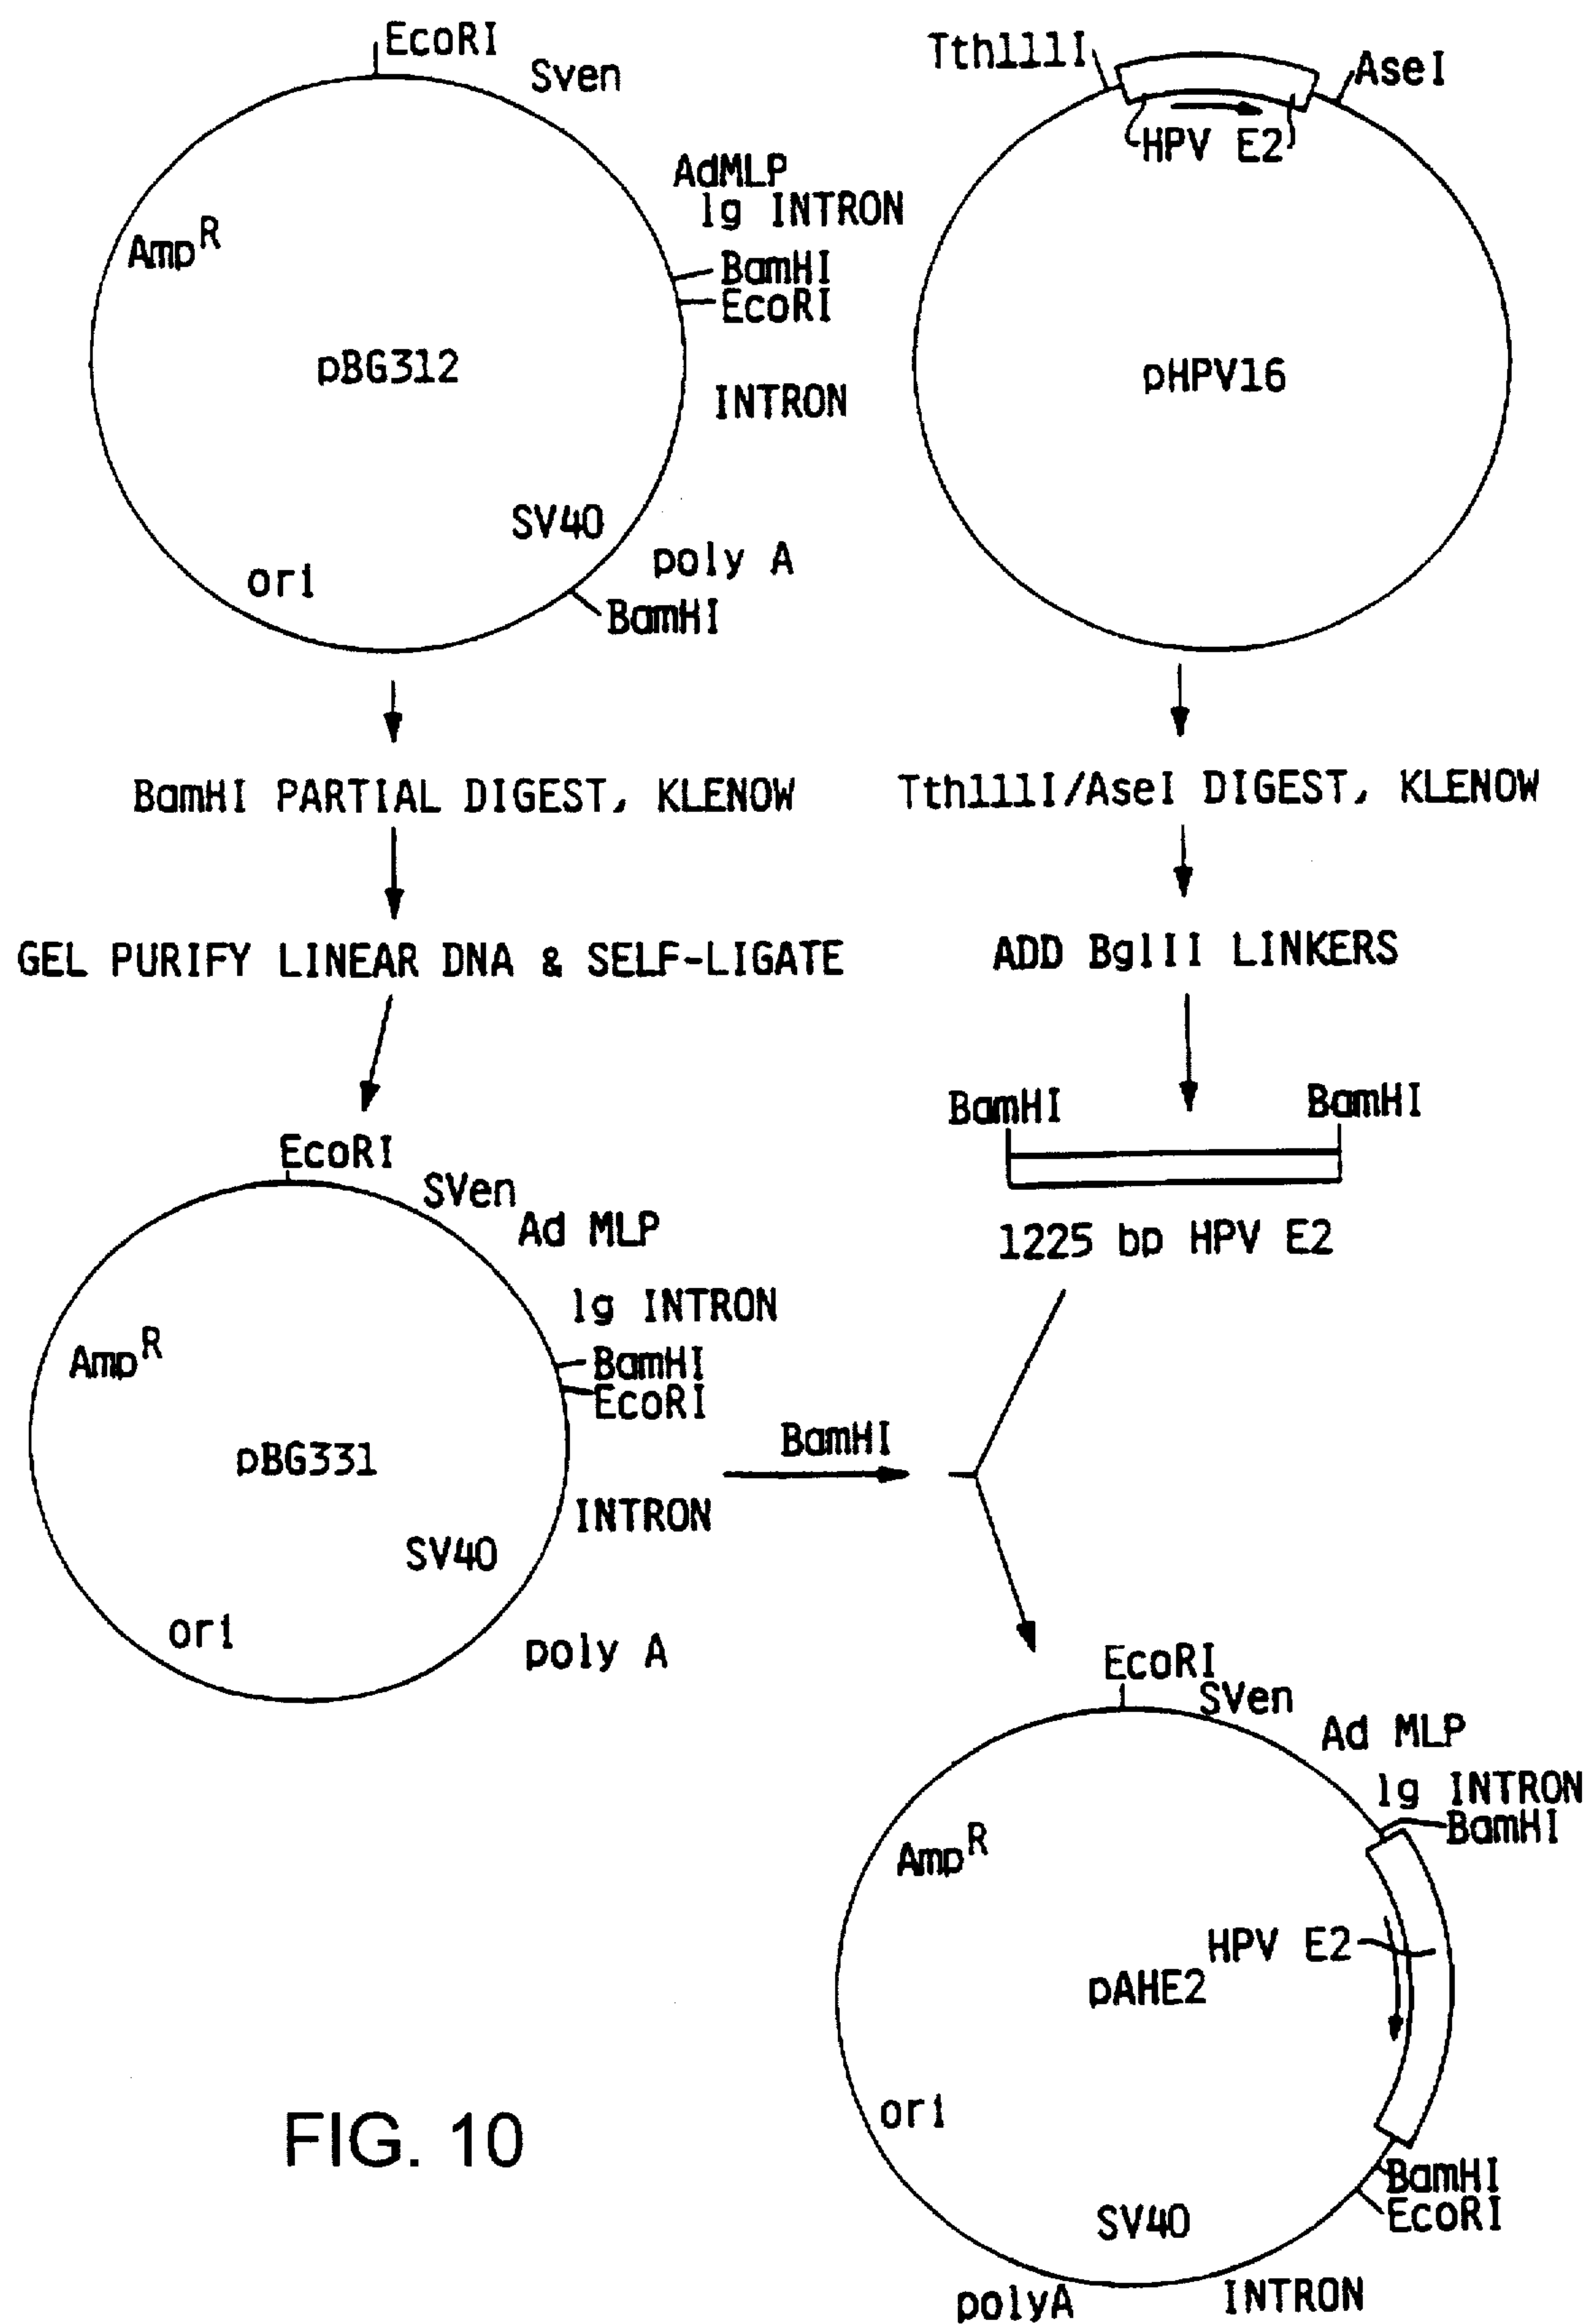 EcoRI
Sven
AdMLP
lg INTRON
BamHI
EcoRI
Amp^R
pBG312
INTRON
SV40
poly A
ori
BamHI
Tth111I
AseI
HPV E2
pHPV16
BamHI PARTIAL DIGEST, KLENOW
Tth111I/AseI DIGEST, KLENOW
GEL PURIFY LINEAR DNA & SELF-LIGATE
ADD BglII LINKERS
BamHI
BamHI
1225 bp HPV E2
EcoRI
SVen
Ad MLP
lg INTRON
BamHI
EcoRI
Amp^R
pBG331
INTRON
SV40
ori
poly A
BamHI
EcoRI
SVen
Ad MLP
lg INTRON
BamHI
Amp^R
HPV E2
pAHE2
ori
BamHI
EcoRI
SV40
polyA
INTRON
FIG. 10